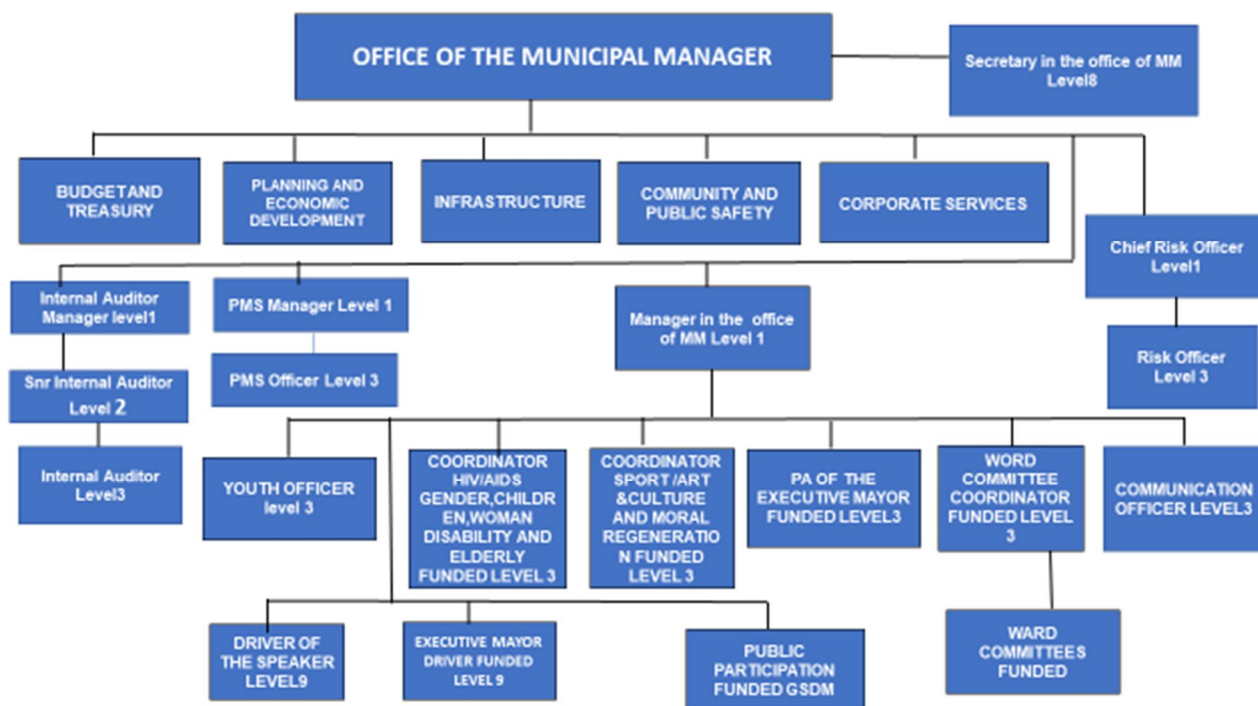 OFFICE OF THE MUNICIPAL MANAGER
Secretary in the office of MM
Level8
BUDGET AND
TREASURY
PLANNING AND
ECONOMIC
DEVELOPMENT
INFRASTRUCTURE
COMMUNITY AND
PUBLIC SAFETY
CORPORATE SERVICES
Chief Risk Officer
Level1
Internal Auditor
Manager level1
PMS Manager Level 1
Manager in the office
of MM Level 1
Risk Officer
Level 3
Snr Internal Auditor
Level 2
PMS Officer Level 3
Internal Auditor
Level3
YOUTH OFFICER
level 3
COORDINATOR
HIV/AIDS
GENDER,CHILDR
EN,WOMAN
DISABILITY AND
ELDERLY
FUNDED LEVEL 3
COORDINATOR
SPORT /ART
&CULTURE
AND MORAL
REGENERATIO
N FUNDED
LEVEL 3
PA OF THE
EXECUTIVE MAYOR
FUNDED LEVEL3
WORD
COMMITTEE
COORDINATOR
FUNDED LEVEL
3
COMMUNICATION
OFFICER LEVEL3
DRIVER OF
THE SPEAKER
LEVEL9
EXECUTIVE MAYOR
DRIVER FUNDED
LEVEL 9
PUBLIC
PARTICIPATION
FUNDED GSDM
WARD
COMMITTEES
FUNDED